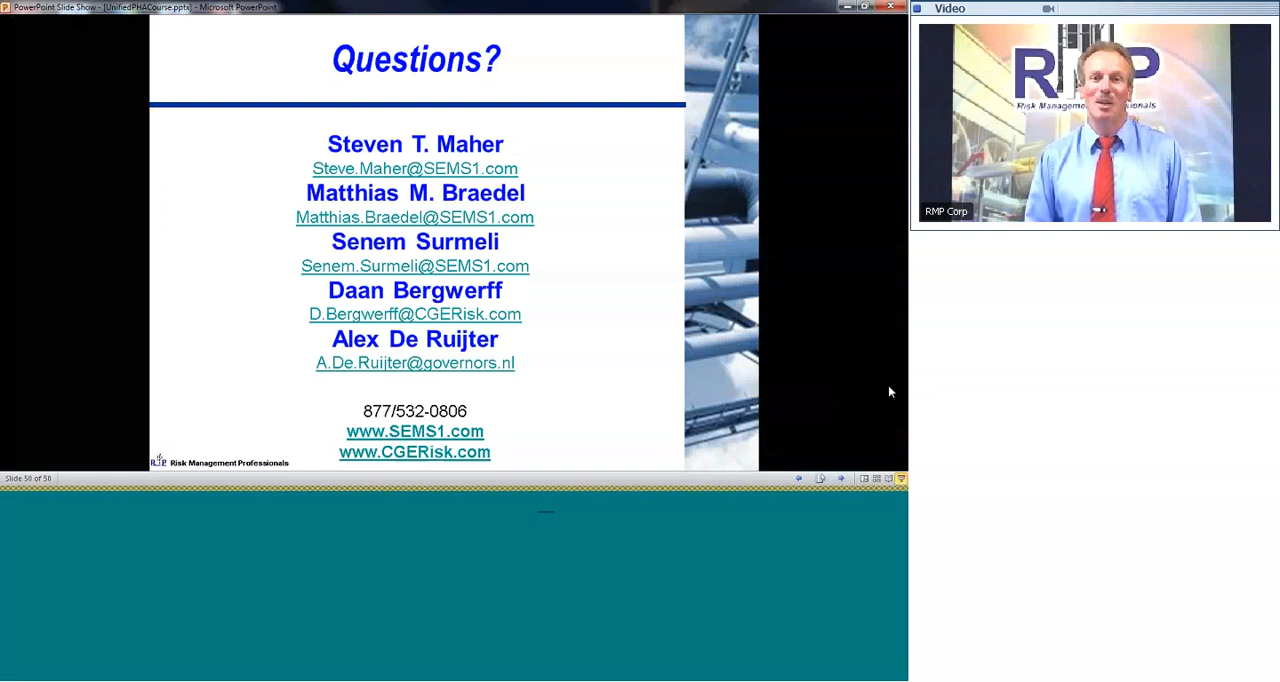 PowerPoint Slide Show - [UnifiedPHACourse.pptx] - Microsoft PowerPoint
Questions?
Steven T. Maher
Steve.Maher@SEMS1.com
Matthias M. Braedel
Matthias.Braedel@SEMS1.com
Senem Surmeli
Senem.Surmeli@SEMS1.com
Daan Bergwerff
D.Bergwerff@CGERisk.com
Alex De Ruijter
A.De.Ruijter@governors.nl
877/532-0806
www.SEMS1.com
www.CGERisk.com
Risk Management Professionals
Slide 50 of 50
Video
Risk Management
RMP Corp